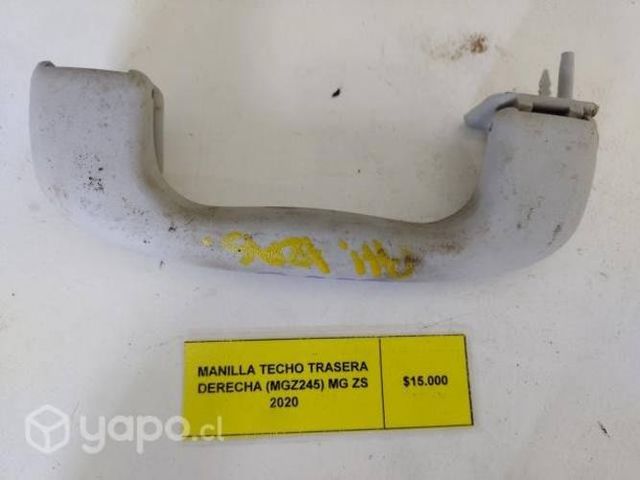 MANILLA TECHO TRASERA
DERECHA (MGZ245) MG ZS
2020
$15.000
yapo.cl